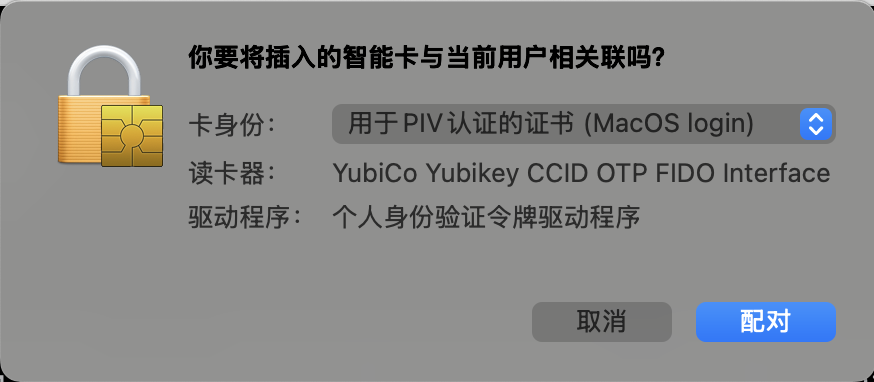 你要将插入的智能卡与当前用户相关联吗?
卡身份: 用于PIV认证的证书 (MacOS login)
读卡器: YubiCo Yubikey CCID OTP FIDO Interface
驱动程序: 个人身份验证令牌驱动程序
取消 配对